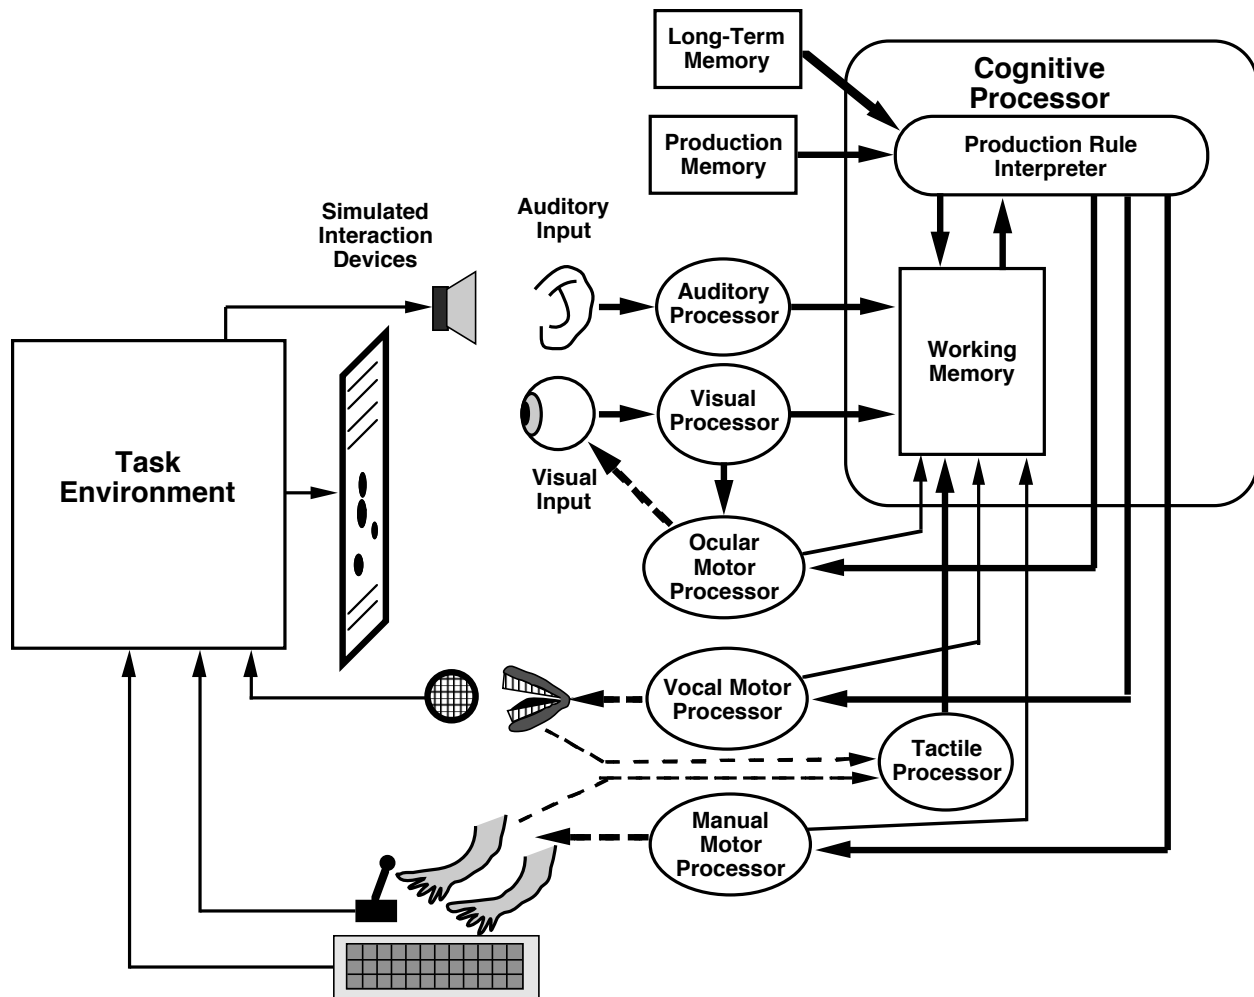 Long-Term
Memory
Cognitive
Processor
Production
Memory
Production Rule
Interpreter
Simulated
Interaction
Devices
Auditory
Input
Auditory
Processor
Working
Memory
Visual
Processor
Task
Environment
Visual
Input
Ocular
Motor
Processor
Vocal Motor
Processor
Tactile
Processor
Manual
Motor
Processor